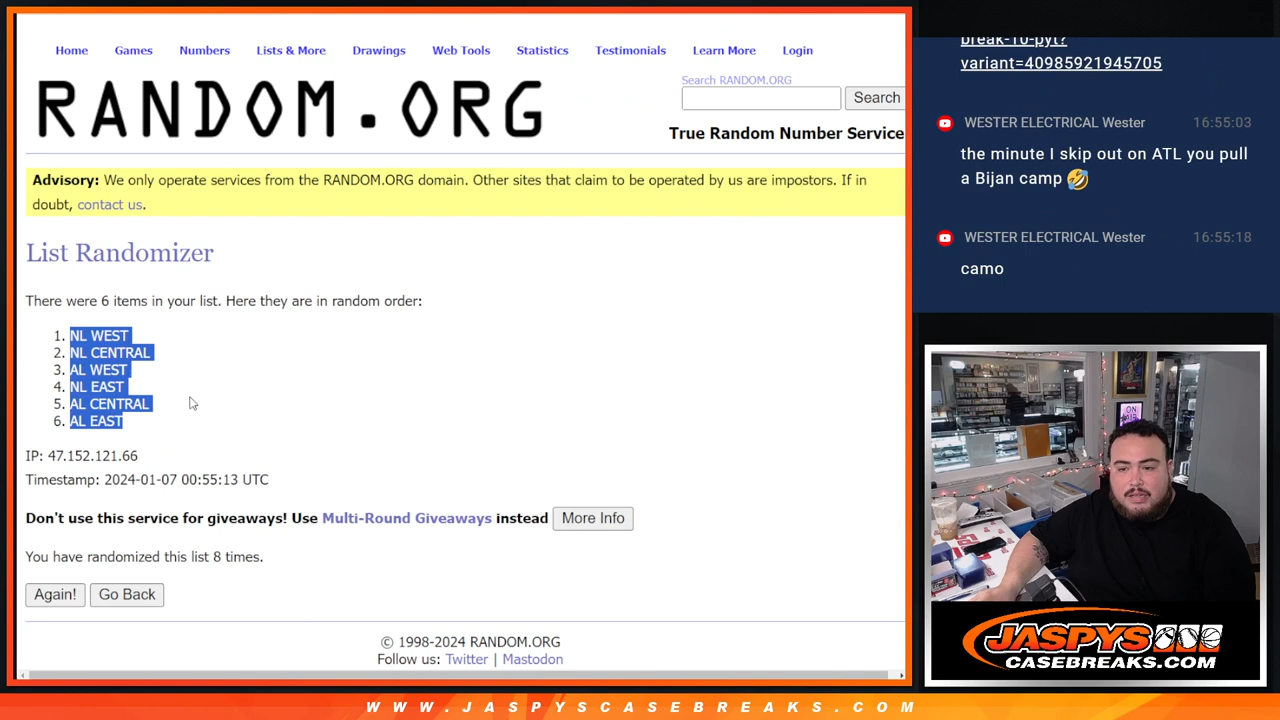 Home Games Numbers Lists & More Drawings Web Tools Statistics Testimonials Learn More Login
RANDOM.ORG
Search RANDOM.ORG
Search
True Random Number Service
Advisory: We only operate services from the RANDOM.ORG domain. Other sites that claim to be operated by us are impostors. If in
doubt, contact us.
List Randomizer
There were 6 items in your list. Here they are in random order:
1. NL WEST
2. NL CENTRAL
3. AL WEST
4. NL EAST
5. AL CENTRAL
6. AL EAST
IP: 47.152.121.66
Timestamp: 2024-01-07 00:55:13 UTC
Don't use this service for giveaways! Use Multi-Round Giveaways instead More Info
You have randomized this list 8 times.
Again! Go Back
© 1998-2024 RANDOM.ORG
Follow us: Twitter | Mastodon
break-10-pyt?
variant=40985921945705
WESTER ELECTRICAL Wester 16:55:03
the minute I skip out on ATL you pull
a Bijan camp 🤣
WESTER ELECTRICAL Wester 16:55:18
camo
ON
AIR
JASPYS
CASEBREAKS.COM
WWW.JASPYSCASEBREAKS.COM